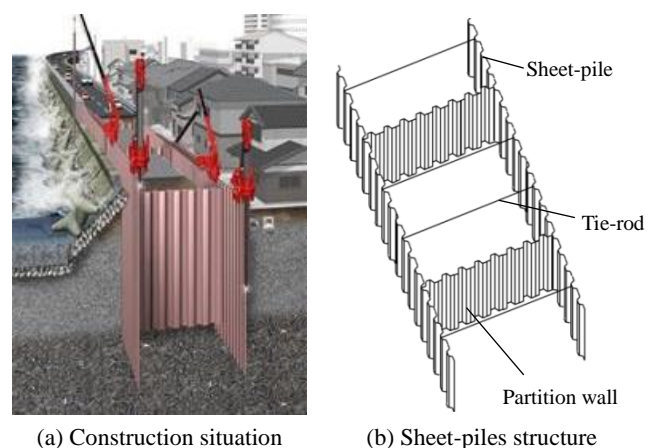 Sheet-pile
Tie-rod
Partition wall
(a) Construction situation
(b) Sheet-piles structure